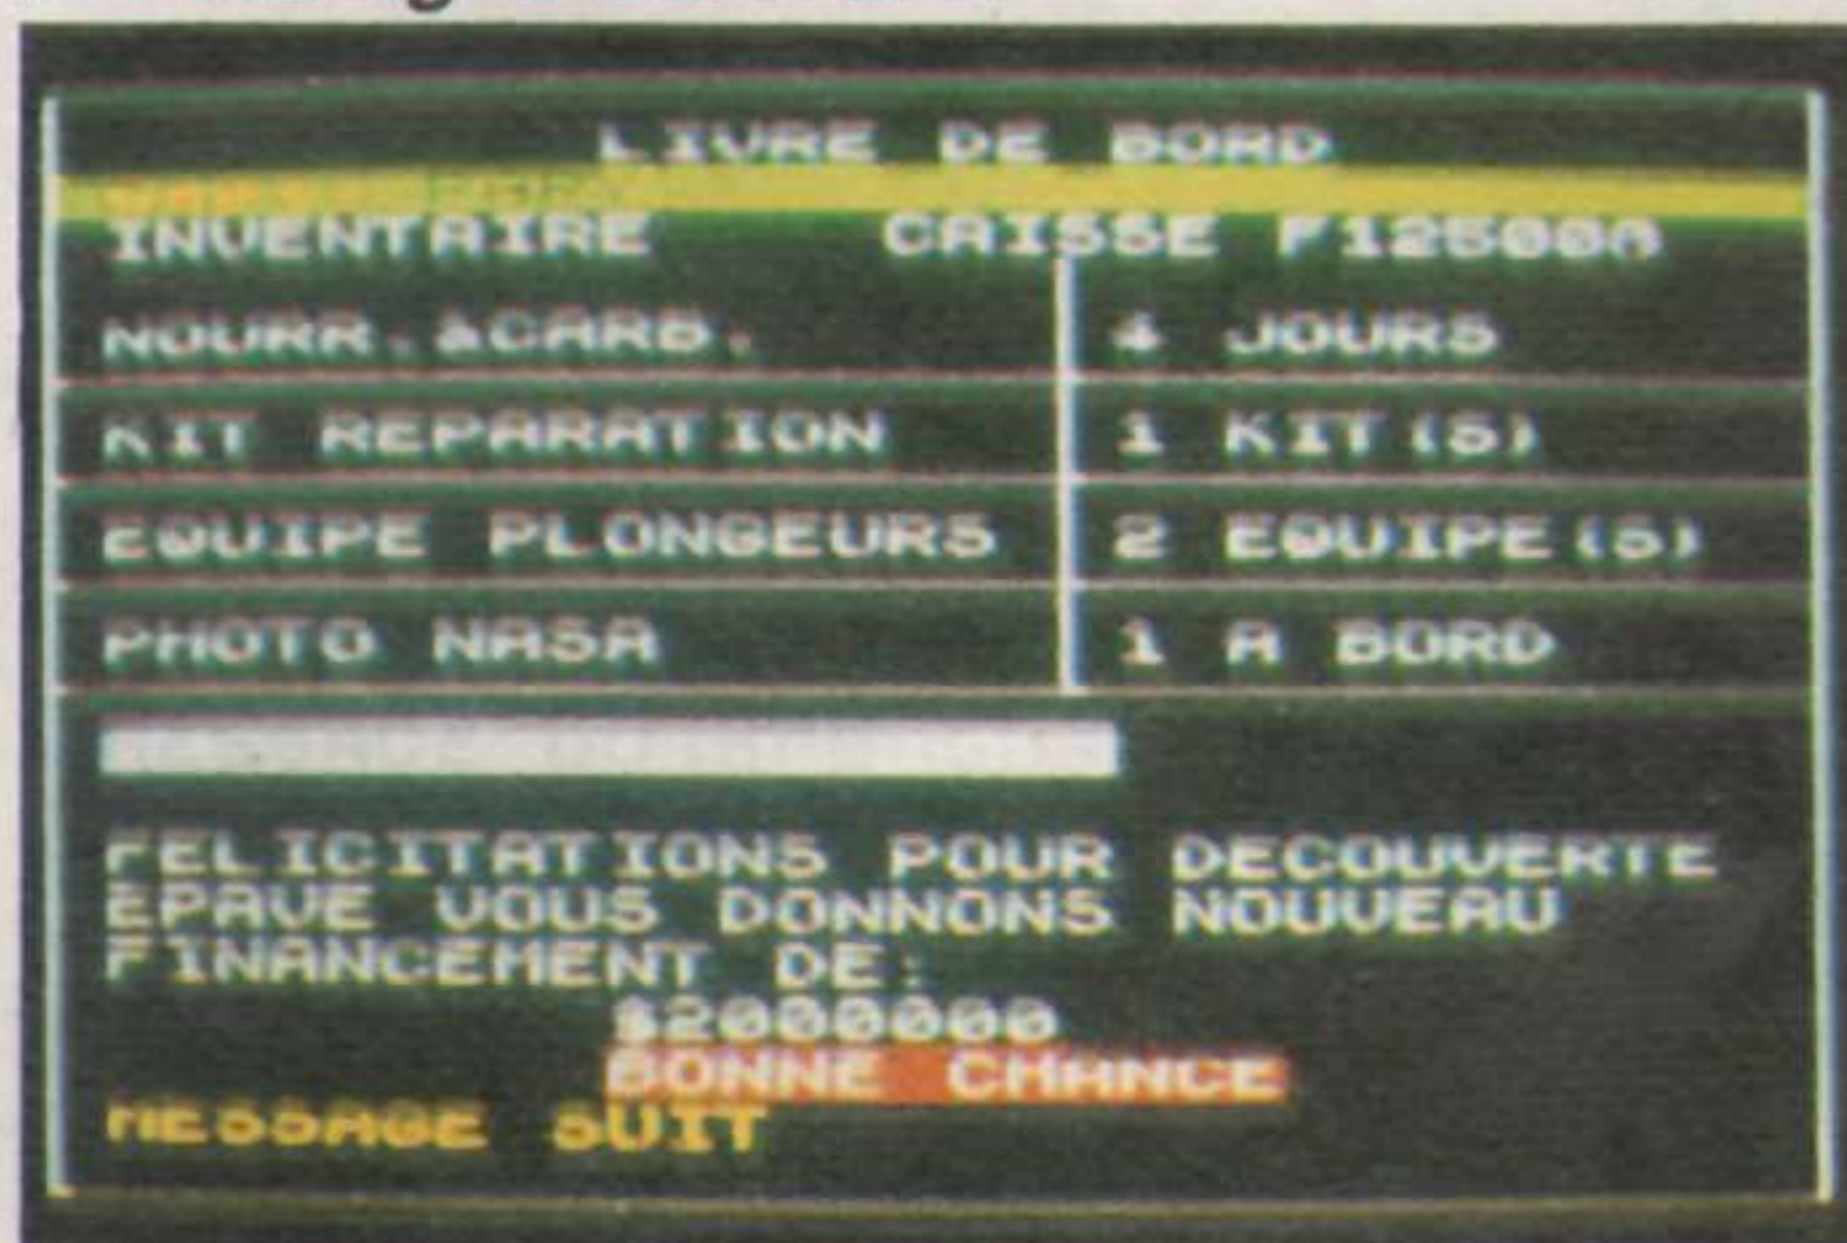 LIVRE DE BORD
INVENTAIRE CAISSE F125000
NOURR.&CARB. 4 JOURS
KIT REPARATION 1 KIT(S)
EQUIPE PLONGEURS 2 EQUIPE(S)
PHOTO NASA 1 A BORD
FELICITATIONS POUR DECOUVERTE
EPAVE VOUS DONNONS NOUVEAU
FINANCEMENT DE:
$2000000
BONNE CHANCE
MESSAGE SUIT